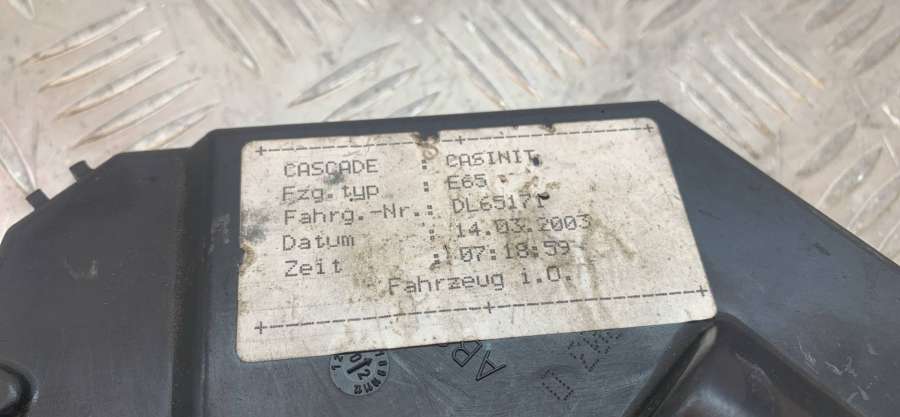 CASCADE : CASINIT
Fzg.typ : E65
Fahrg.-Nr.: DL65171
Datum : 14.03.2003
Zeit : 07:18:59
Fahrzeug i.O.